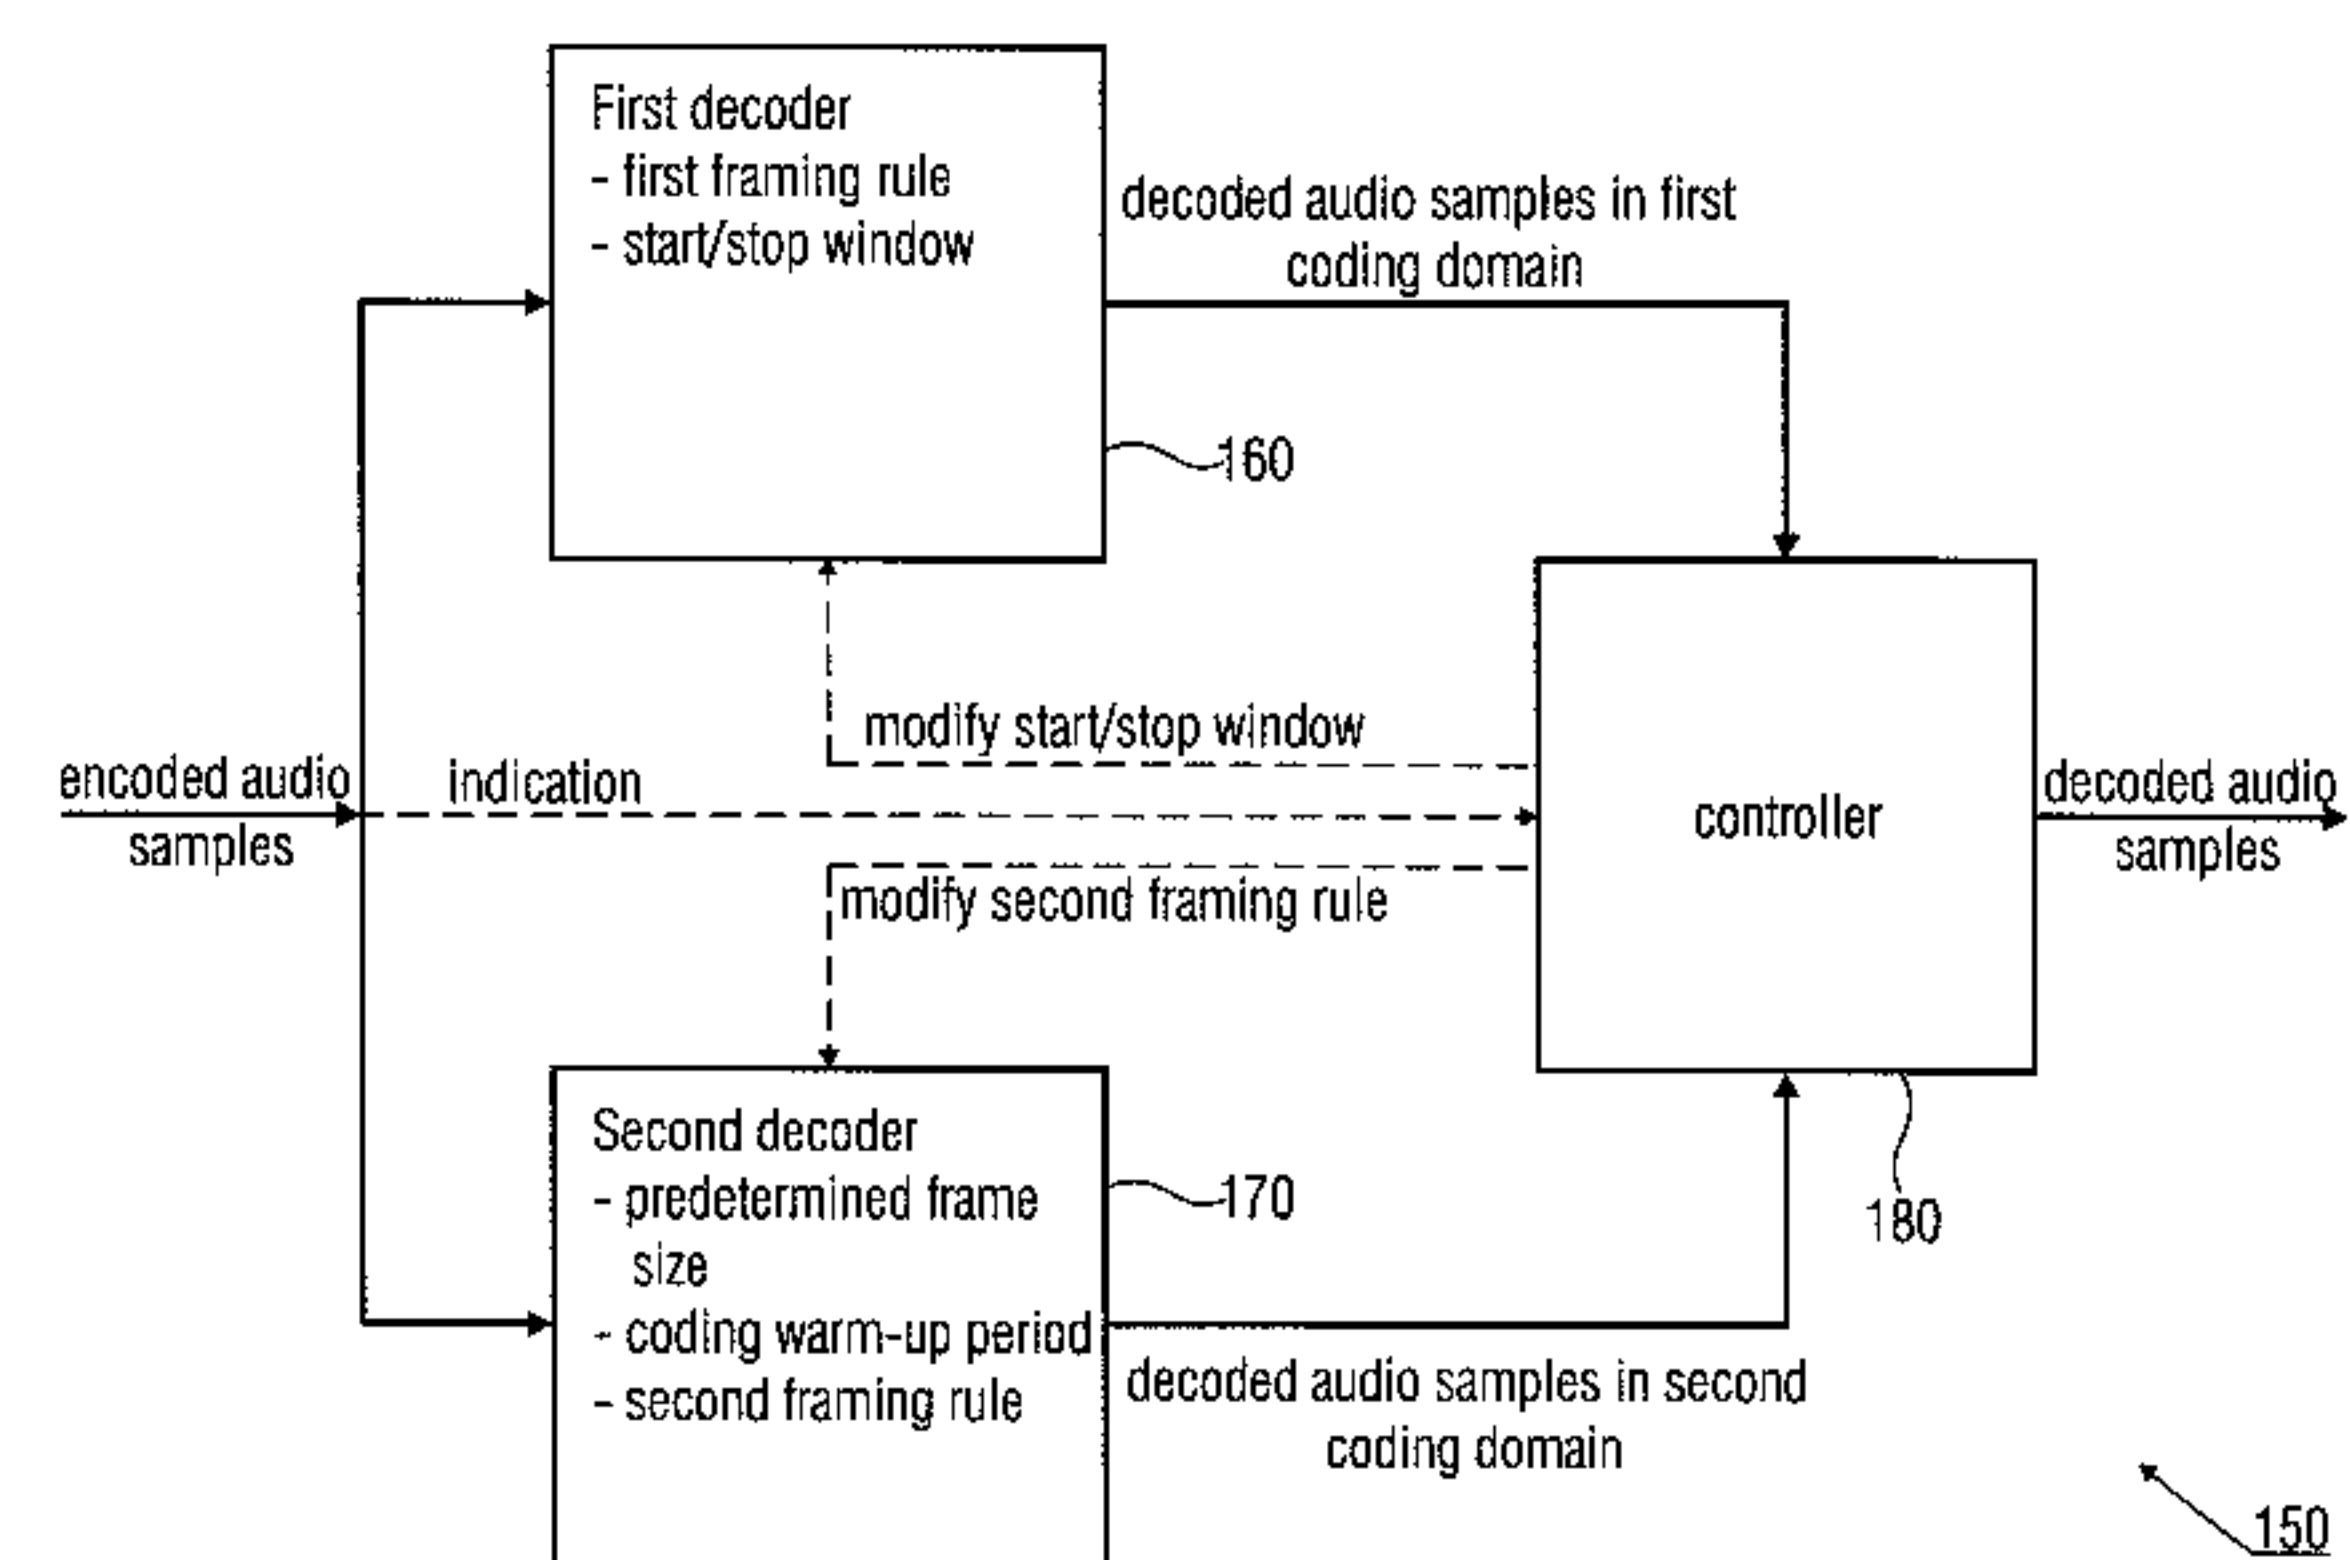 First decoder
- first framing rule
- start/stop window
decoded audio samples in first
coding domain
160
modify start/stop window
encoded audio
samples
indication
controller
decoded audio
samples
modify second framing rule
Second decoder
- predetermined frame
size
- coding warm-up period
- second framing rule
170
180
decoded audio samples in second
coding domain
150